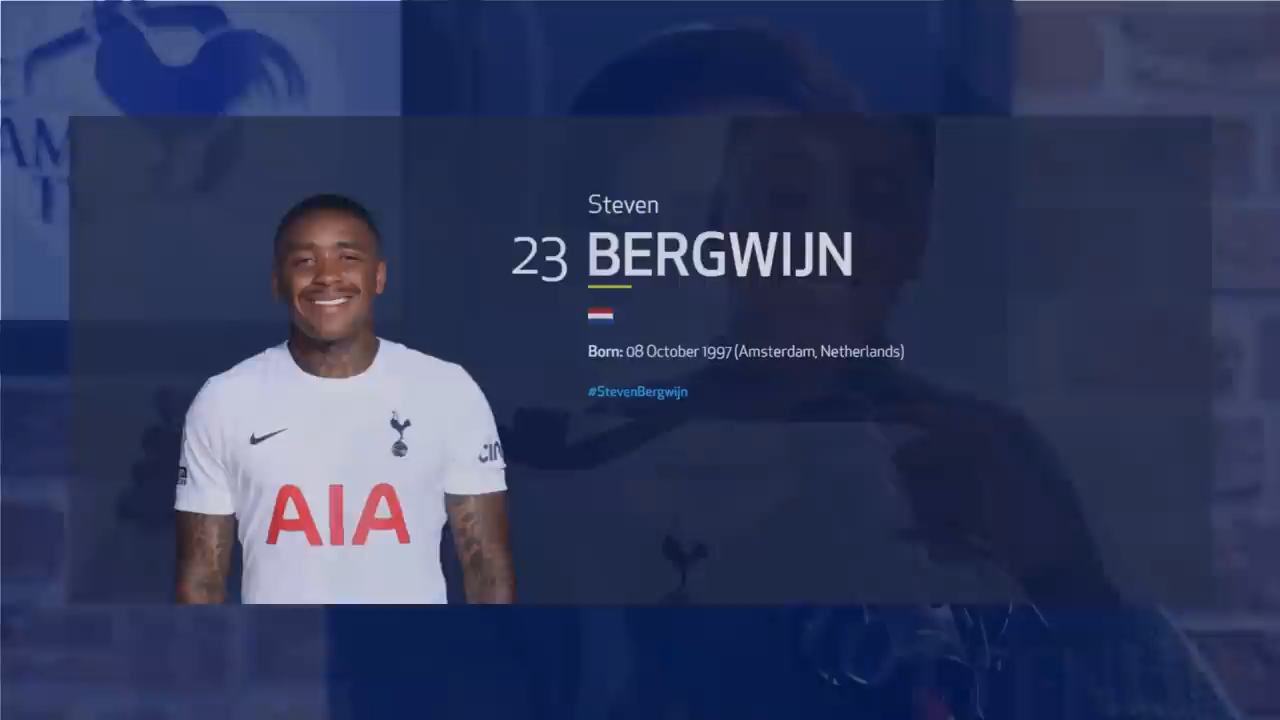 Steven
23 BERGWIJN
Born: 08 October 1997 (Amsterdam, Netherlands)
#StevenBergwijn
AIA